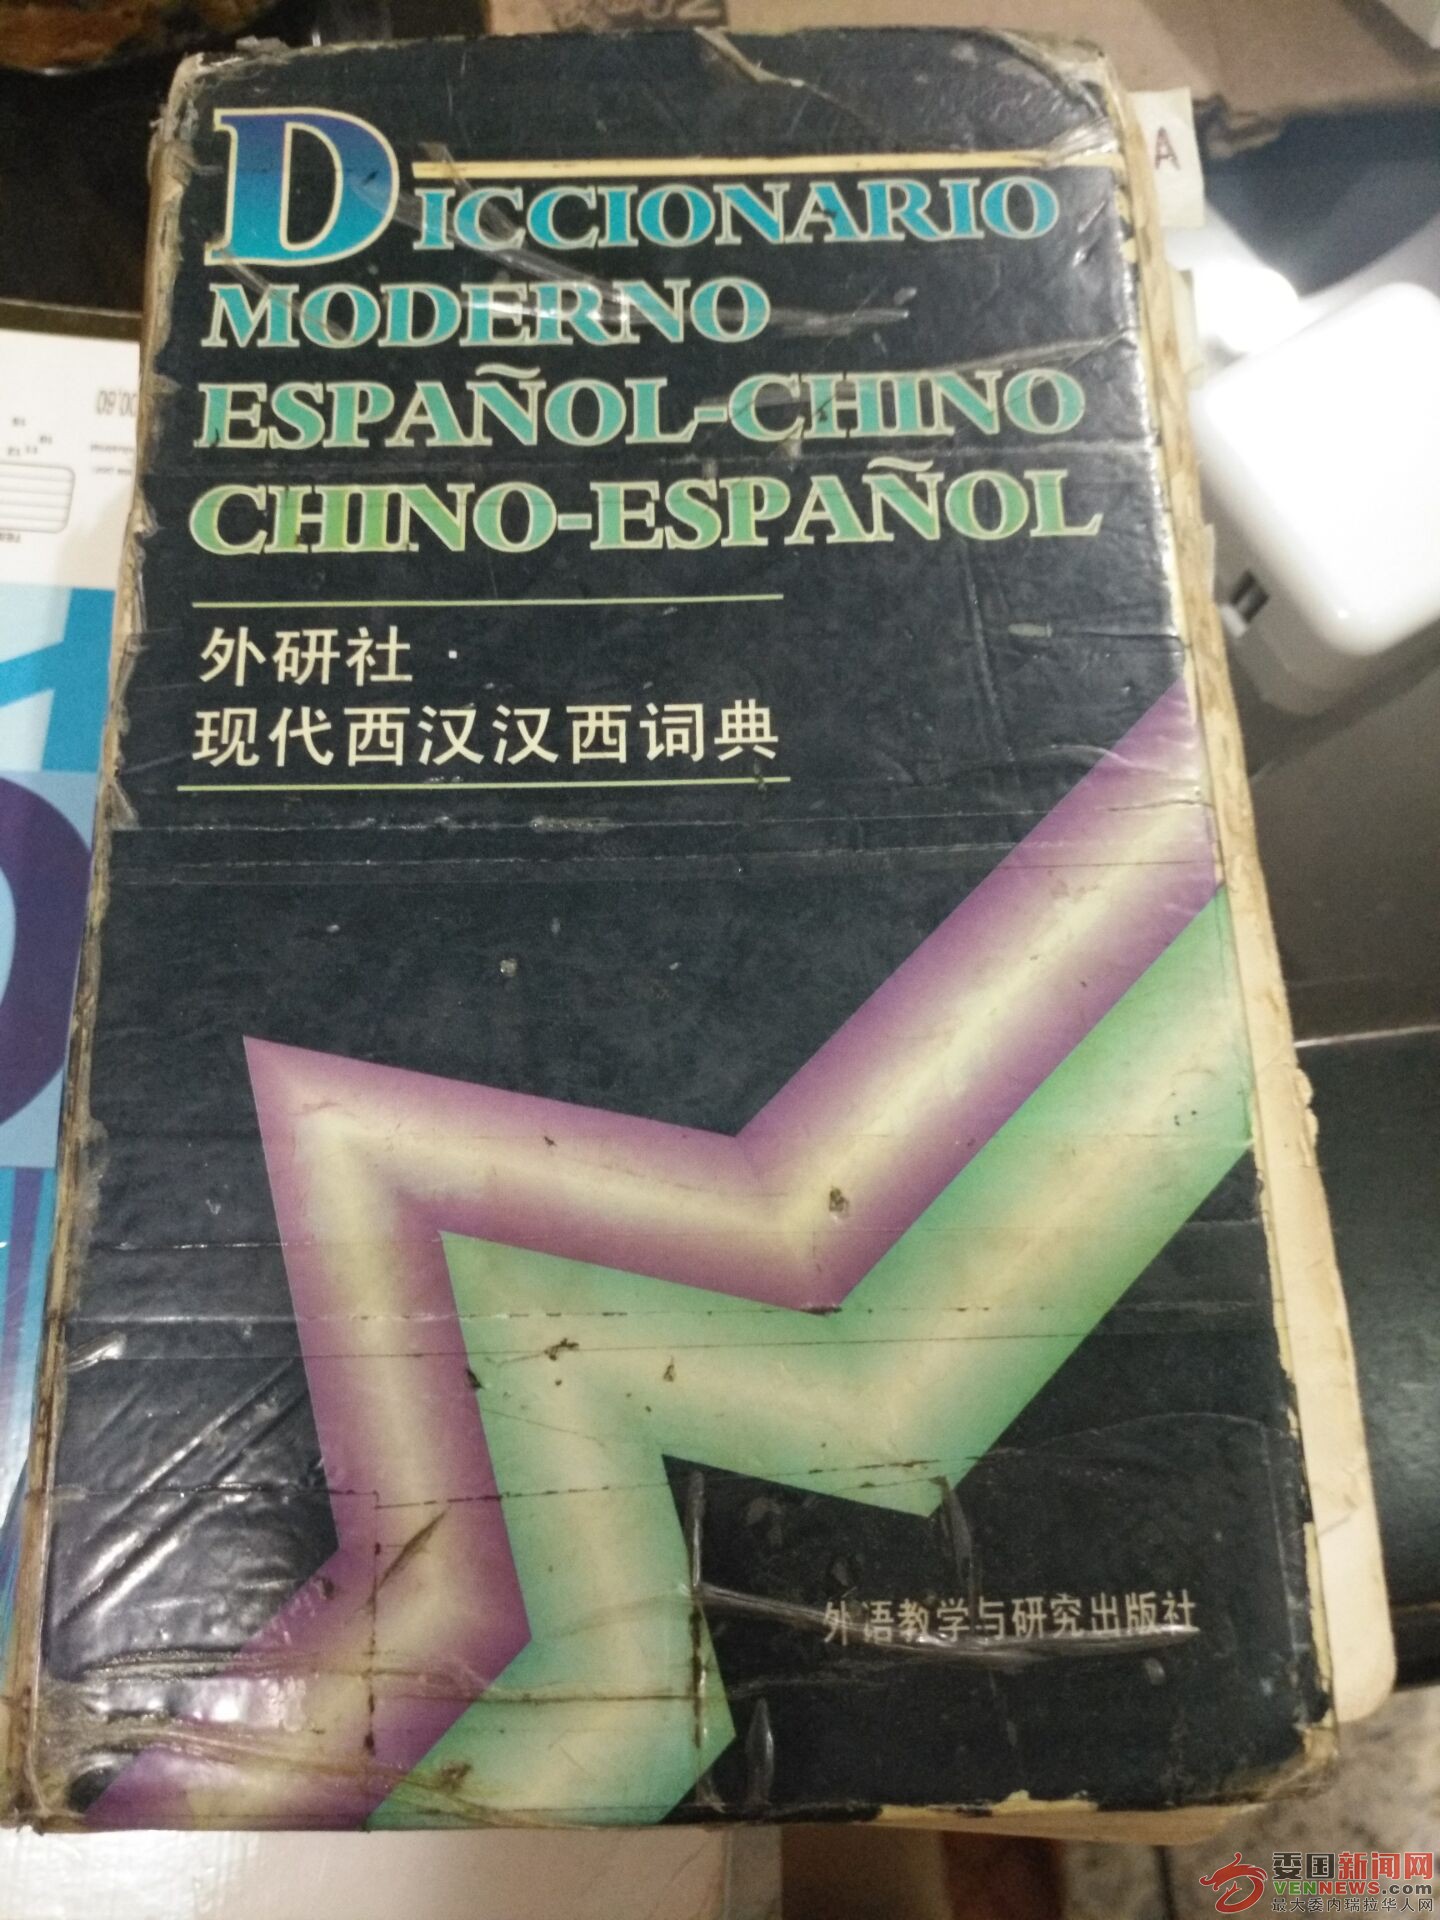 DICCIONARIO
MODERNO
ESPAÑOL-CHINO
CHINO-ESPAÑOL
外研社·
现代西汉汉西词典
外语教学与研究出版社
A
委国新闻网
VENNEWS.com
最大委内瑞拉华人网